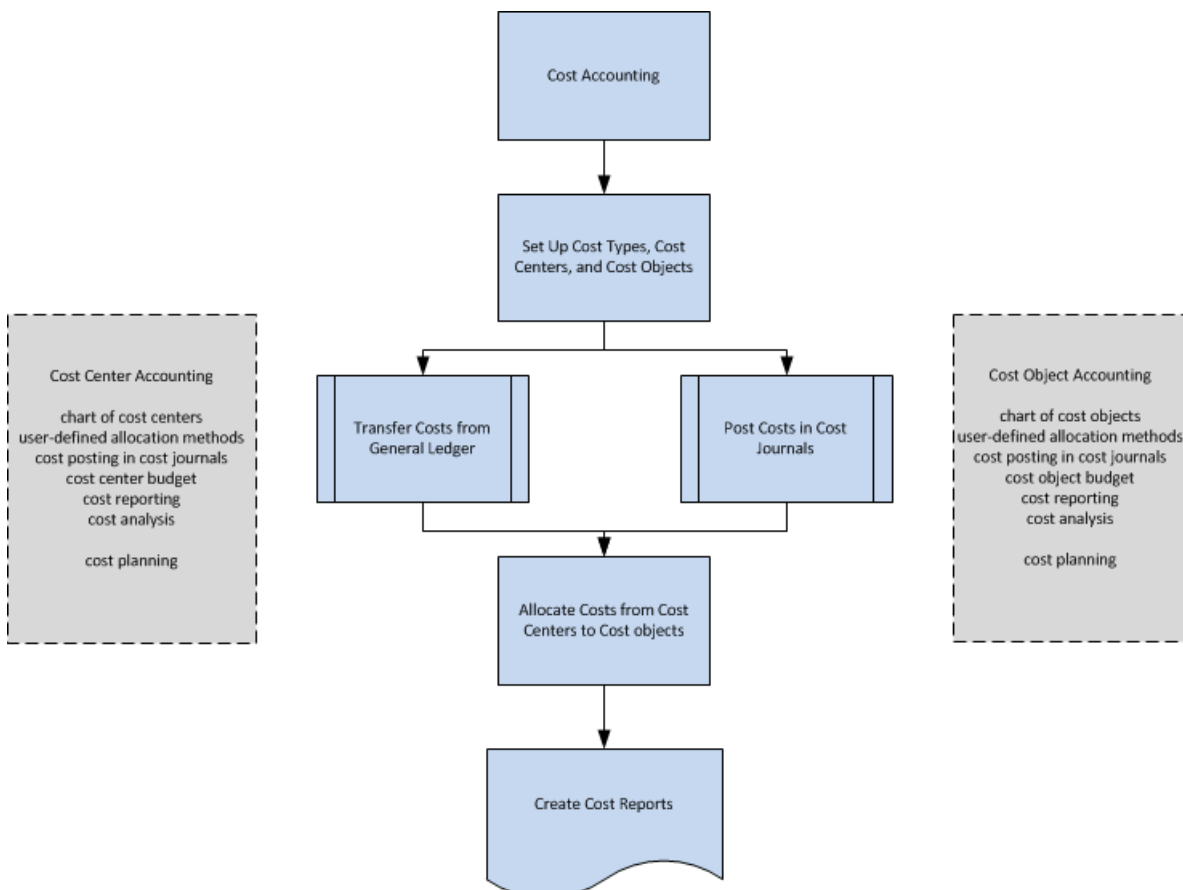 Cost Accounting
Set Up Cost Types, Cost
Centers, and Cost Objects
Cost Center Accounting
chart of cost centers
user-defined allocation methods
cost posting in cost journals
cost center budget
cost reporting
cost analysis
cost planning
Transfer Costs from
General Ledger
Post Costs in Cost
Journals
Cost Object Accounting
chart of cost objects
user-defined allocation methods
cost posting in cost journals
cost object budget
cost reporting
cost analysis
cost planning
Allocate Costs from Cost
Centers to Cost objects
Create Cost Reports